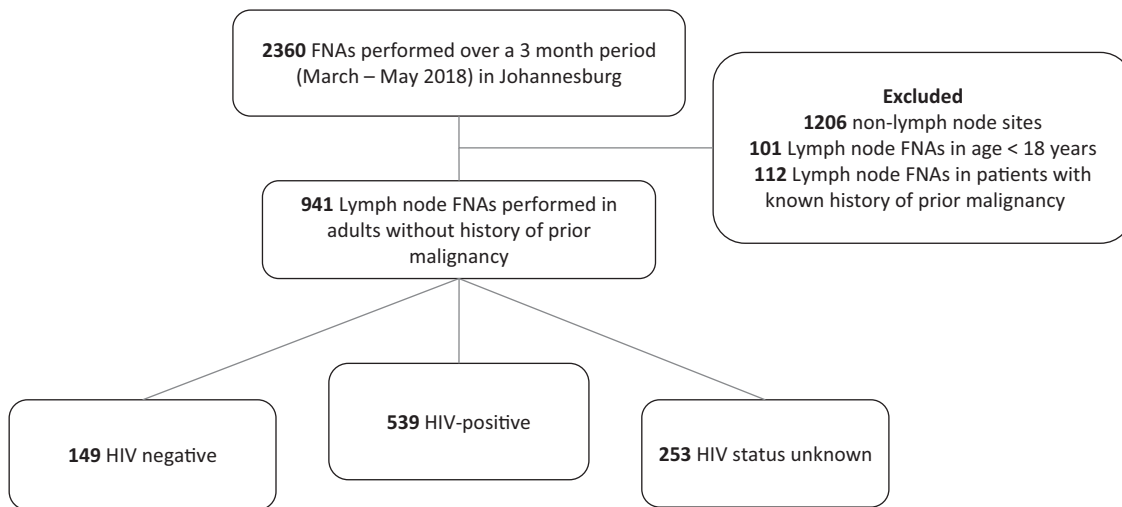 2360 FNAs performed over a 3 month period
(March – May 2018) in Johannesburg
Excluded
1206 non-lymph node sites
101 Lymph node FNAs in age < 18 years
112 Lymph node FNAs in patients with
known history of prior malignancy
941 Lymph node FNAs performed in
adults without history of prior
malignancy
149 HIV negative
539 HIV-positive
253 HIV status unknown